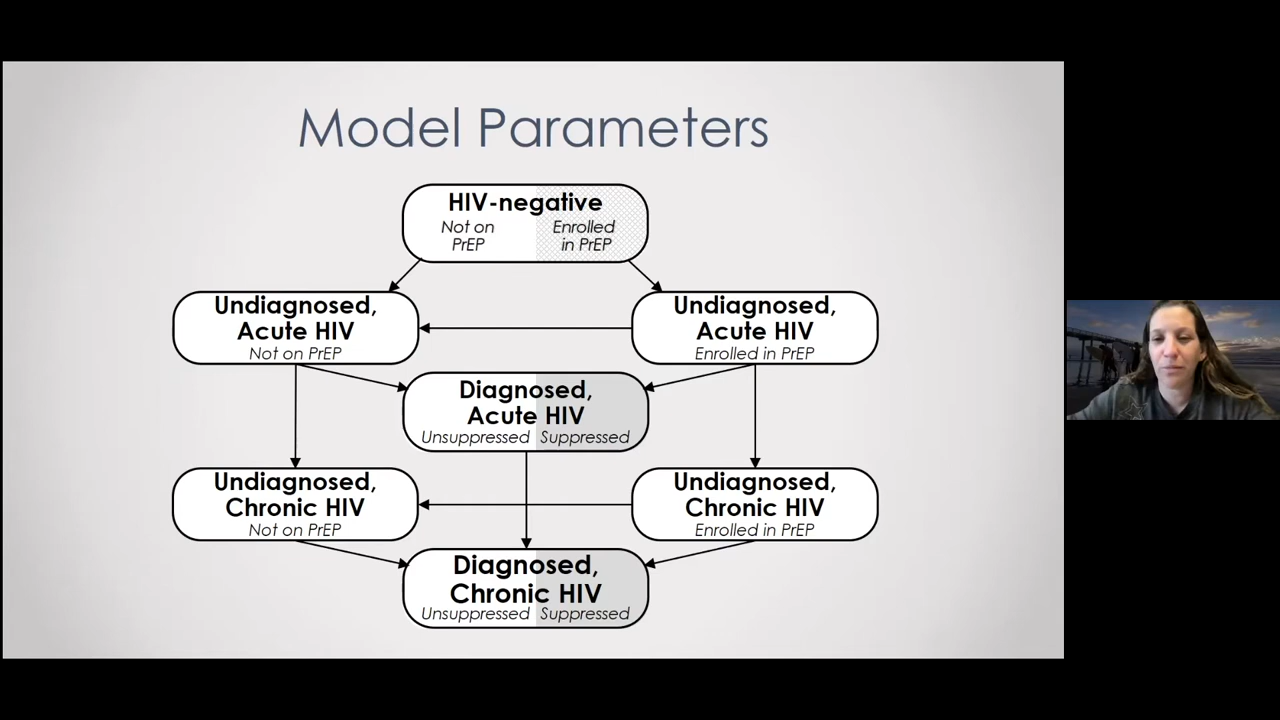 Model Parameters
HIV-negative
Not on
PrEP
Enrolled
in PrEP
Undiagnosed,
Acute HIV
Not on PrEP
Undiagnosed,
Acute HIV
Enrolled in PrEP
Diagnosed,
Acute HIV
Unsuppressed Suppressed
Undiagnosed,
Chronic HIV
Not on PrEP
Undiagnosed,
Chronic HIV
Enrolled in PrEP
Diagnosed,
Chronic HIV
Unsuppressed Suppressed